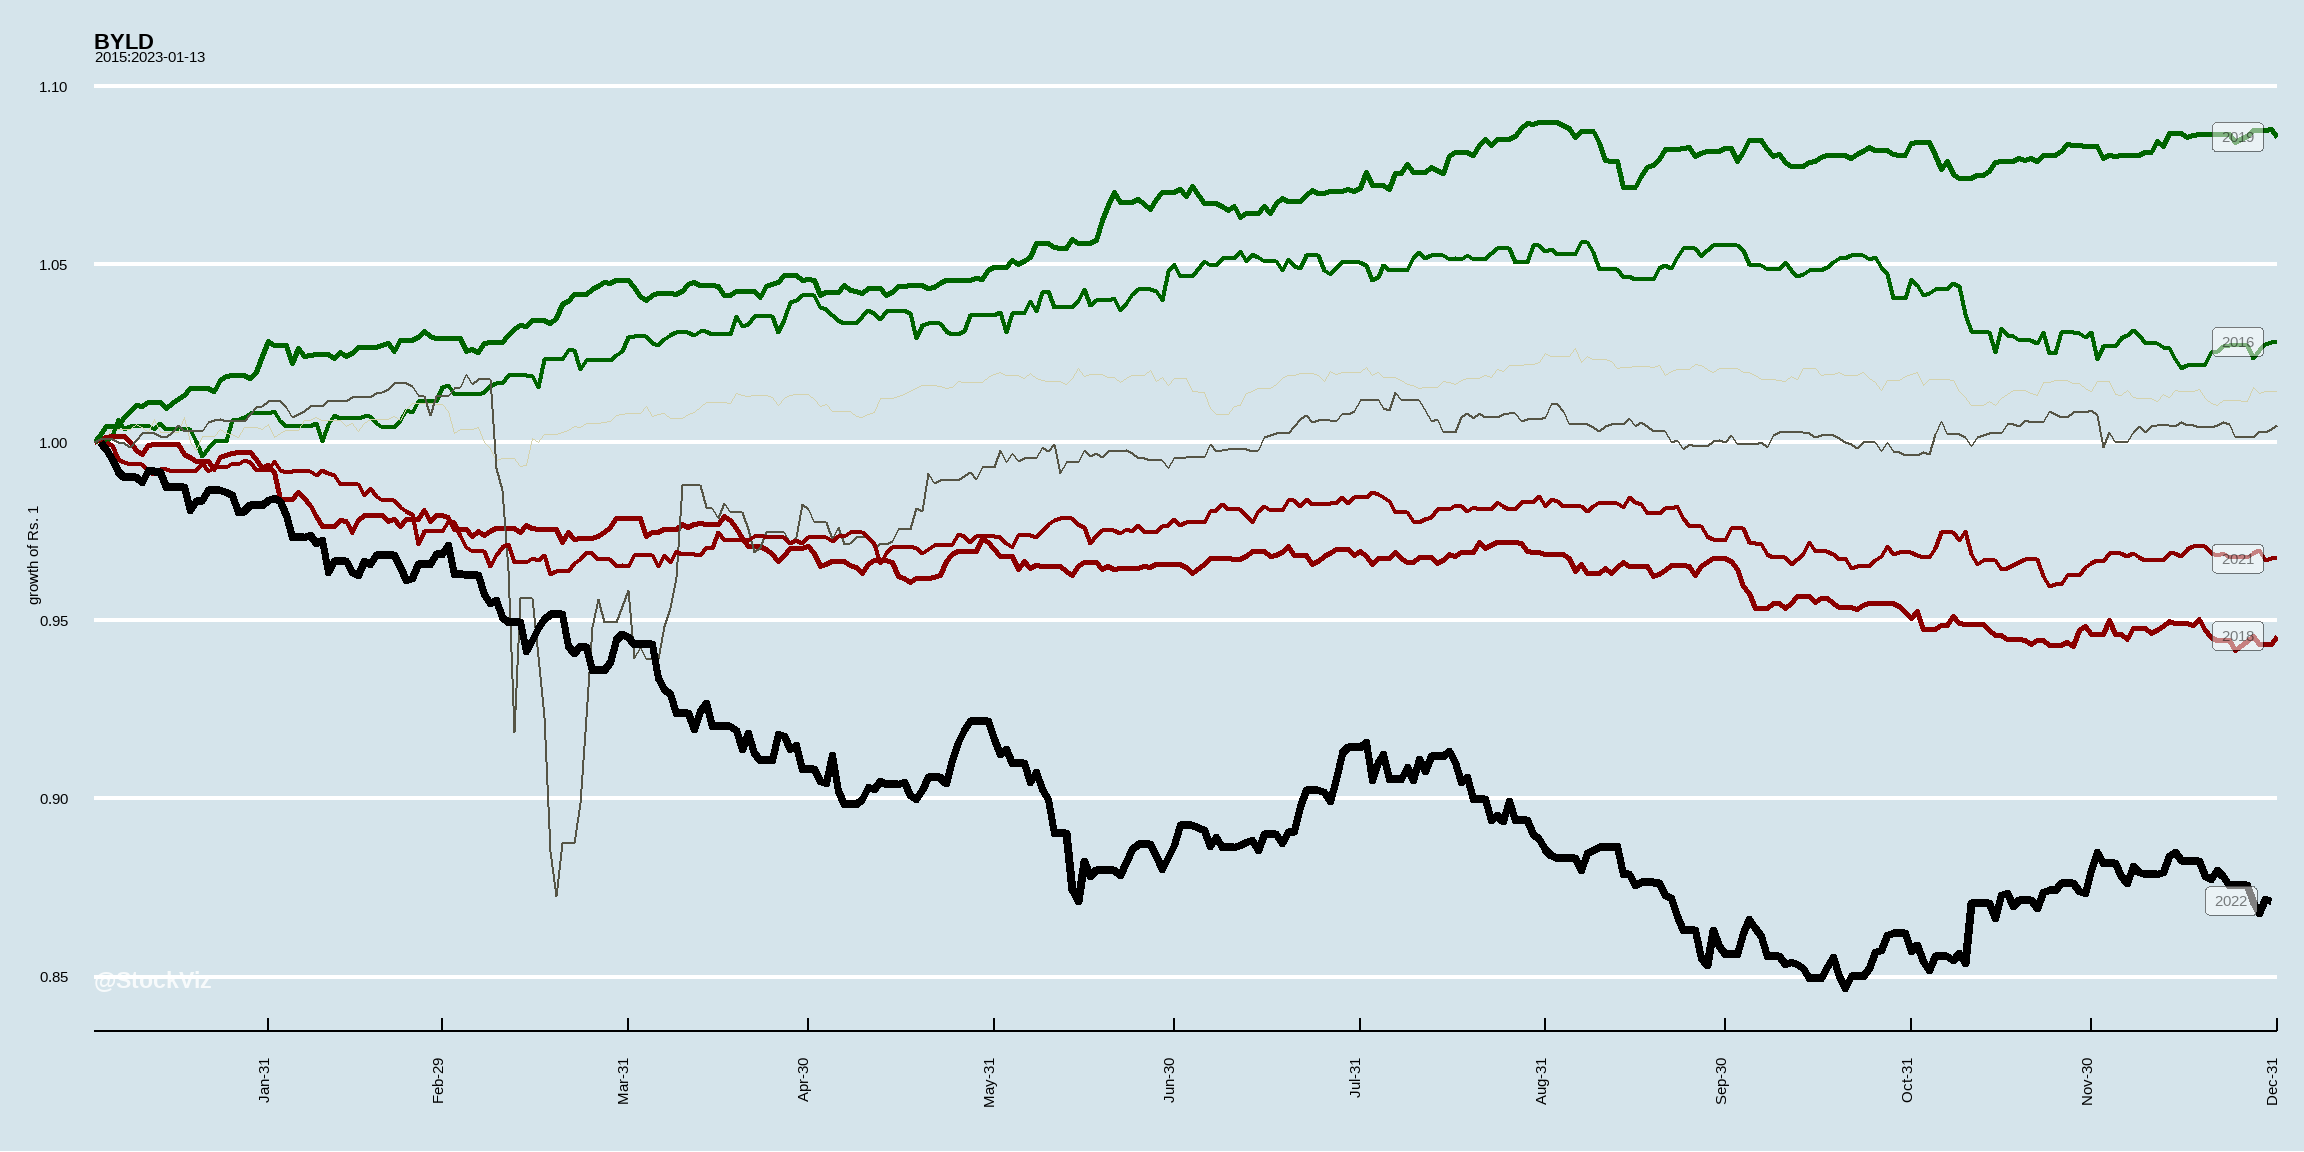 BYLD
2015:2023-01-13
1.10
1.05
1.00
0.95
0.90
0.85
growth of Rs. 1
2019
2016
2021
2018
2022
@StockViz
Jan-31
Feb-29
Mar-31
Apr-30
May-31
Jun-30
Jul-31
Aug-31
Sep-30
Oct-31
Nov-30
Dec-31